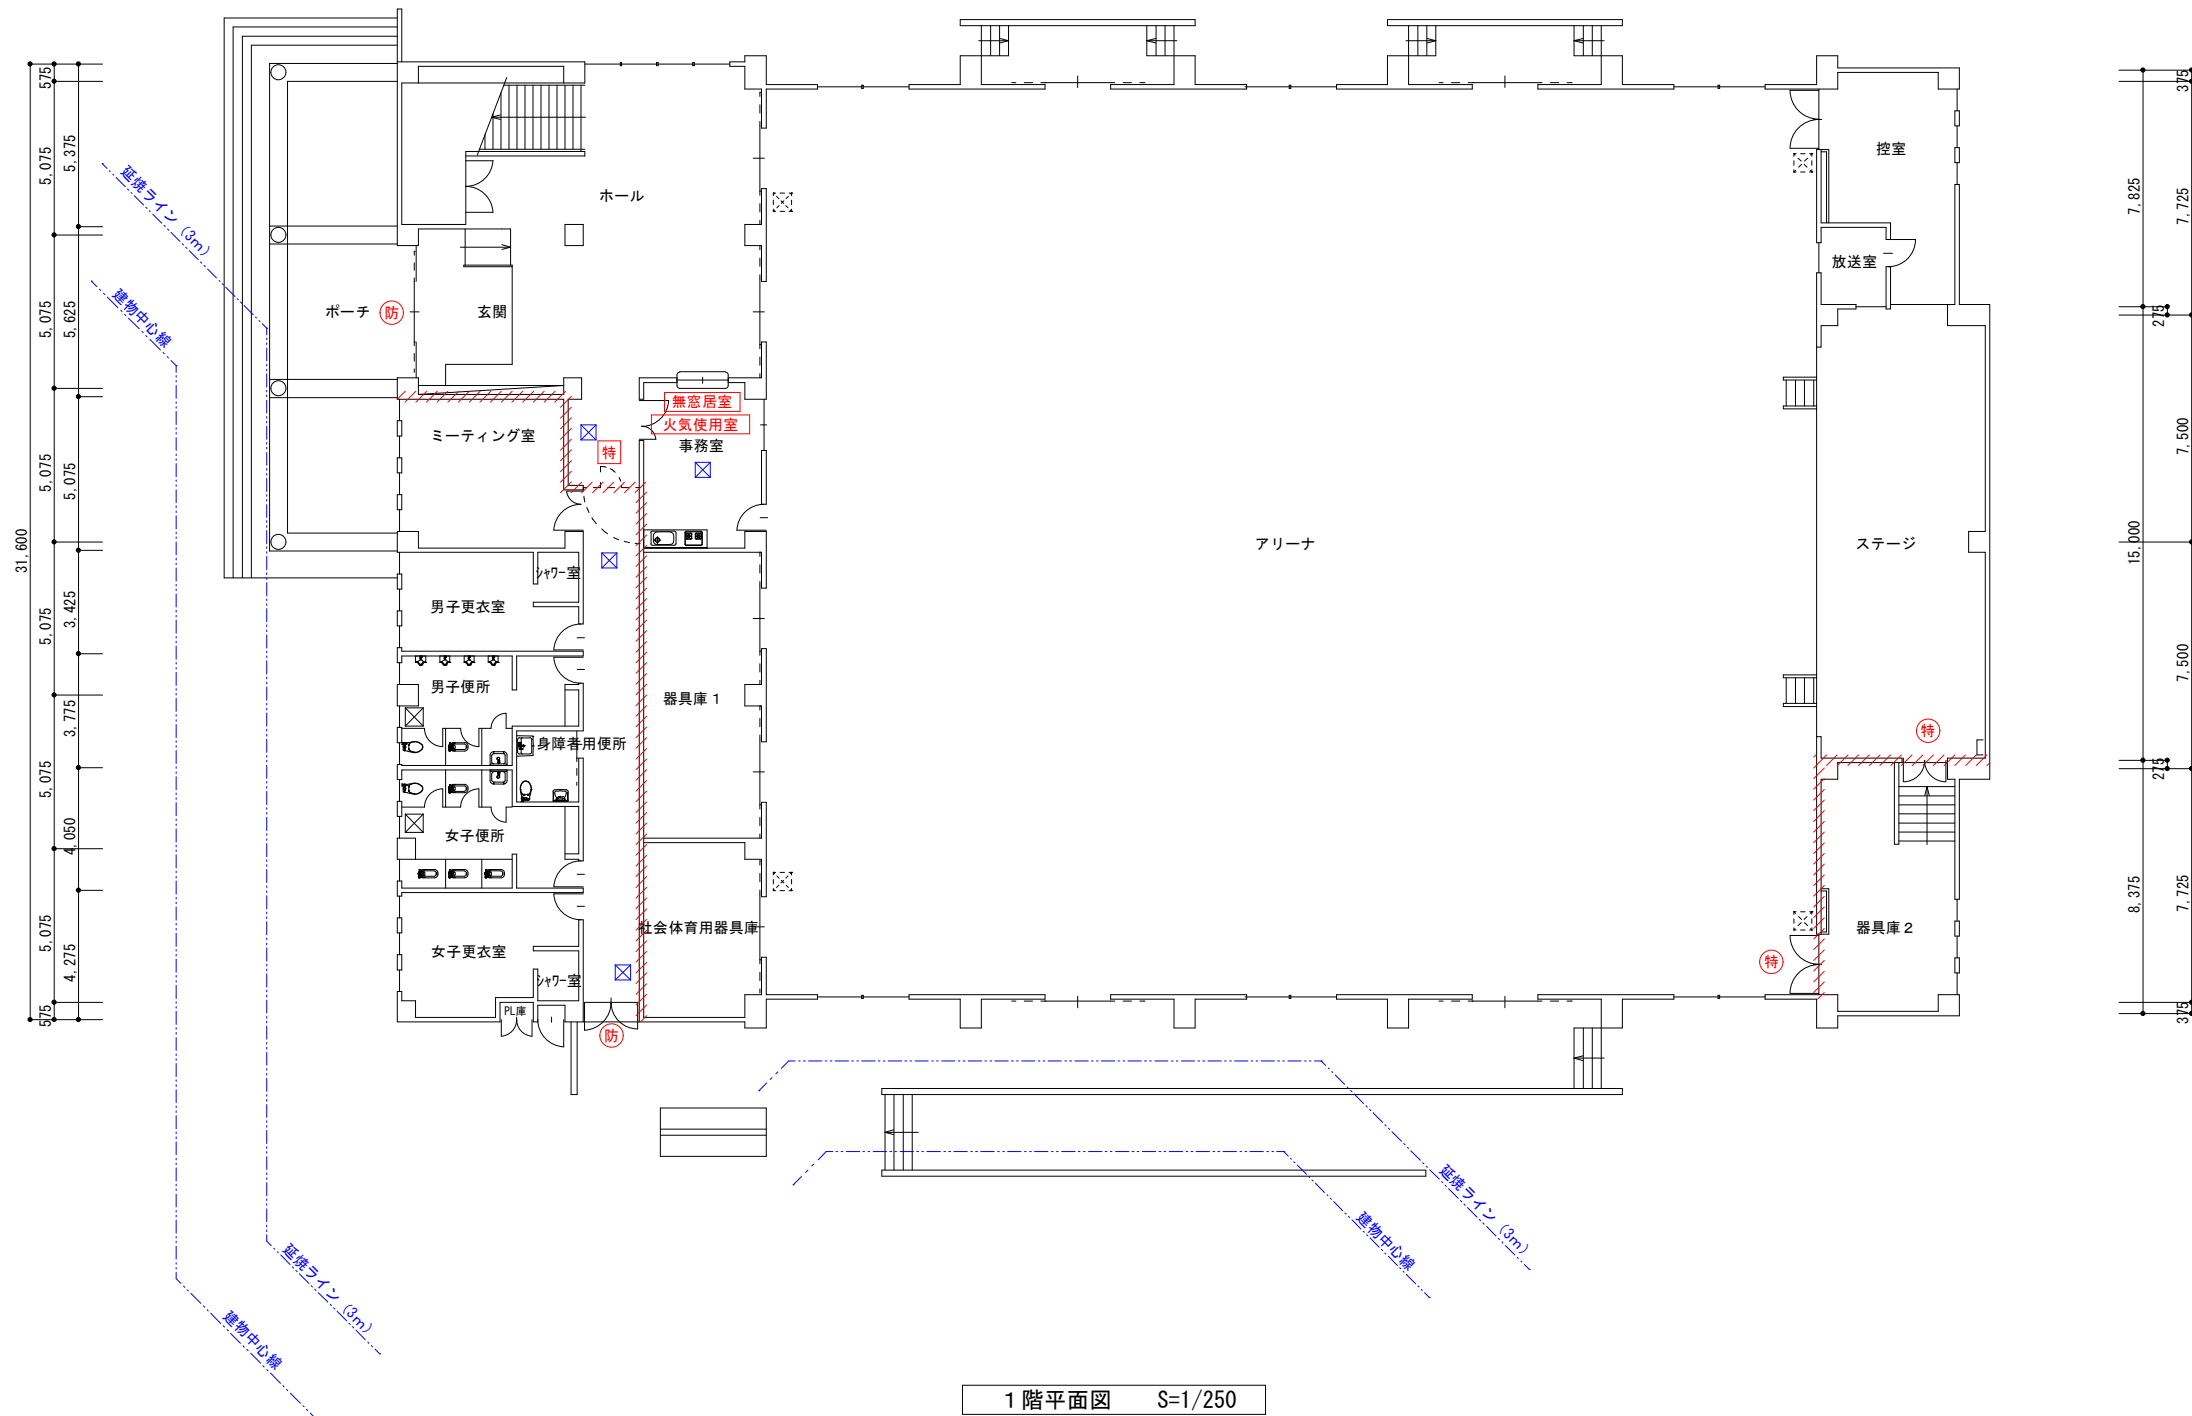 575
5,075
5,075
5,075
5,075
5,075
5,075
5,075
575
31,600
5,375
5,625
5,075
3,425
3,775
4,050
4,275
延焼ライン (3m)
建物中心線
ポーチ
防
玄関
ホール
ミーティング室
特
無窓居室
火気使用室
事務室
シャワー室
男子更衣室
男子便所
身障者用便所
女子便所
女子更衣室
シャワー室
PL庫
防
器具庫1
社会体育用器具庫
アリーナ
控室
放送室
ステージ
特
器具庫2
特
7,825
15,000
8,375
375
7,725
275
7,500
7,500
275
7,725
375
延焼ライン (3m)
建物中心線
延焼ライン (3m)
建物中心線
1階平面図 S=1/250